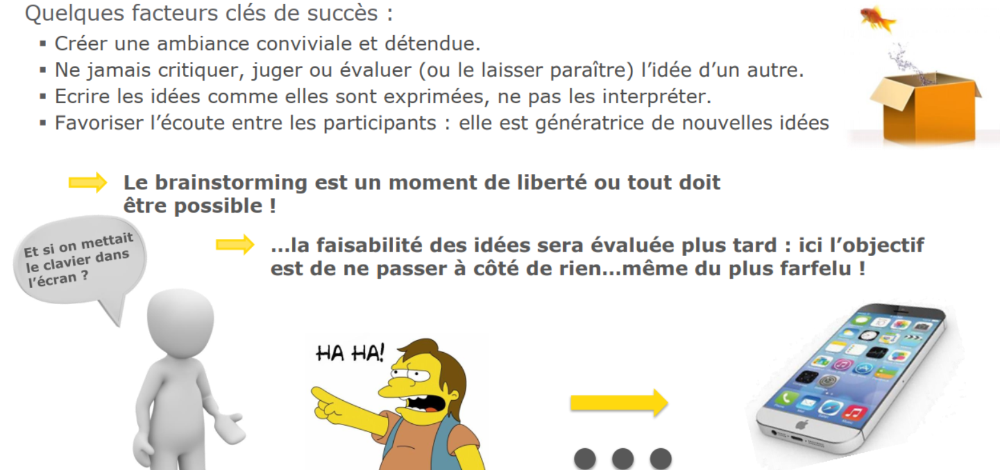 Quelques facteurs clés de succès :
▪ Créer une ambiance conviviale et détendue.
▪ Ne jamais critiquer, juger ou évaluer (ou le laisser paraître) l’idée d’un autre.
▪ Ecrire les idées comme elles sont exprimées, ne pas les interpréter.
▪ Favoriser l’écoute entre les participants : elle est génératrice de nouvelles idées
Le brainstorming est un moment de liberté ou tout doit
être possible !
Et si on mettait
le clavier dans
l’écran ?
...la faisabilité des idées sera évaluée plus tard : ici l’objectif
est de ne passer à côté de rien...même du plus farfelu !
HA HA!